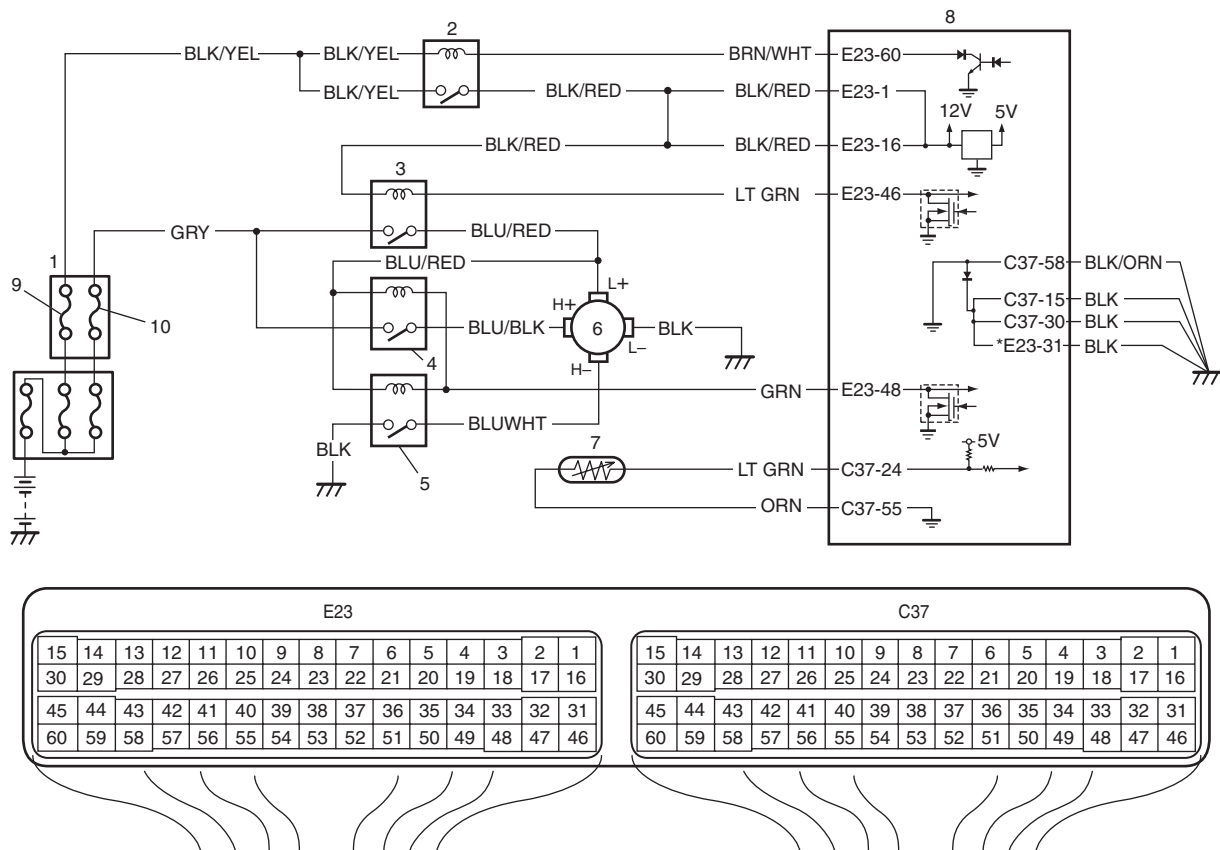 8
2
BLK/YEL BLK/YEL BRN/WHT E23-60
BLK/YEL BLK/RED BLK/RED E23-1
12V 5V
BLK/RED BLK/RED E23-16
3
LT GRN E23-46
GRY BLU/RED
BLU/RED C37-58 BLK/ORN
1
9 10
L+
H+
C37-15 BLK
BLU/BLK 6 BLK C37-30 BLK
L–
*E23-31 BLK
4
H–
GRN E23-48
BLUWHT
5V
BLK
7
5
LT GRN C37-24
ORN C37-55
E23 C37
15 14 13 12 11 10 9 8 7 6 5 4 3 2 1 15 14 13 12 11 10 9 8 7 6 5 4 3 2 1
30 29 28 27 26 25 24 23 22 21 20 19 18 17 16 30 29 28 27 26 25 24 23 22 21 20 19 18 17 16
45 44 43 42 41 40 39 38 37 36 35 34 33 32 31 45 44 43 42 41 40 39 38 37 36 35 34 33 32 31
60 59 58 57 56 55 54 53 52 51 50 49 48 47 46 60 59 58 57 56 55 54 53 52 51 50 49 48 47 46